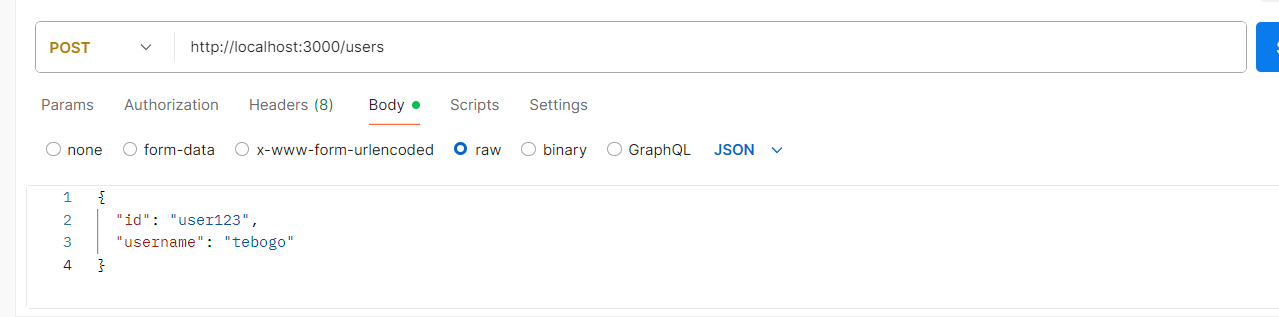 POST http://localhost:3000/users
Params Authorization Headers (8) Body Scripts Settings
none form-data x-www-form-urlencoded raw binary GraphQL JSON
1 {
2 "id": "user123",
3 "username": "tebogo"
4 }